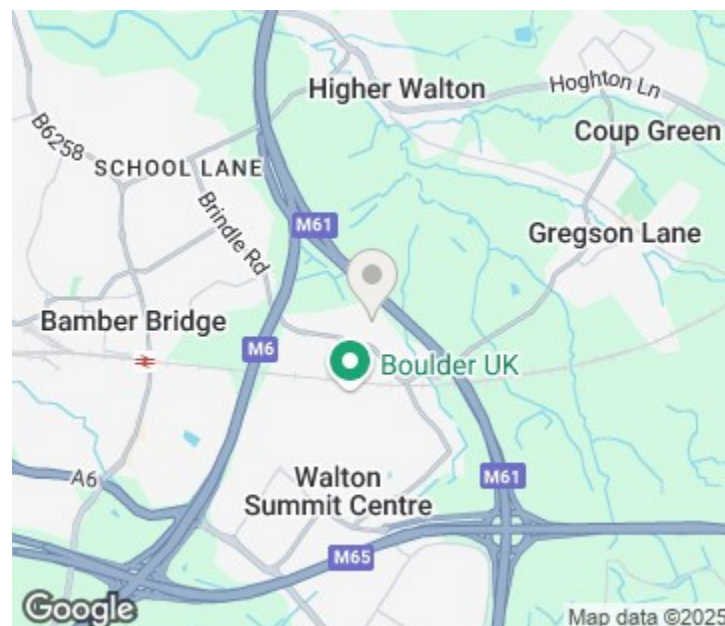 Higher Walton
Hoghton Ln
Coup Green
B6258
SCHOOL LANE
Brindle Rd
M61
Gregson Lane
Bamber Bridge
M6
Boulder UK
A6
Walton
Summit Centre
M61
M65
Google
Map data ©2025